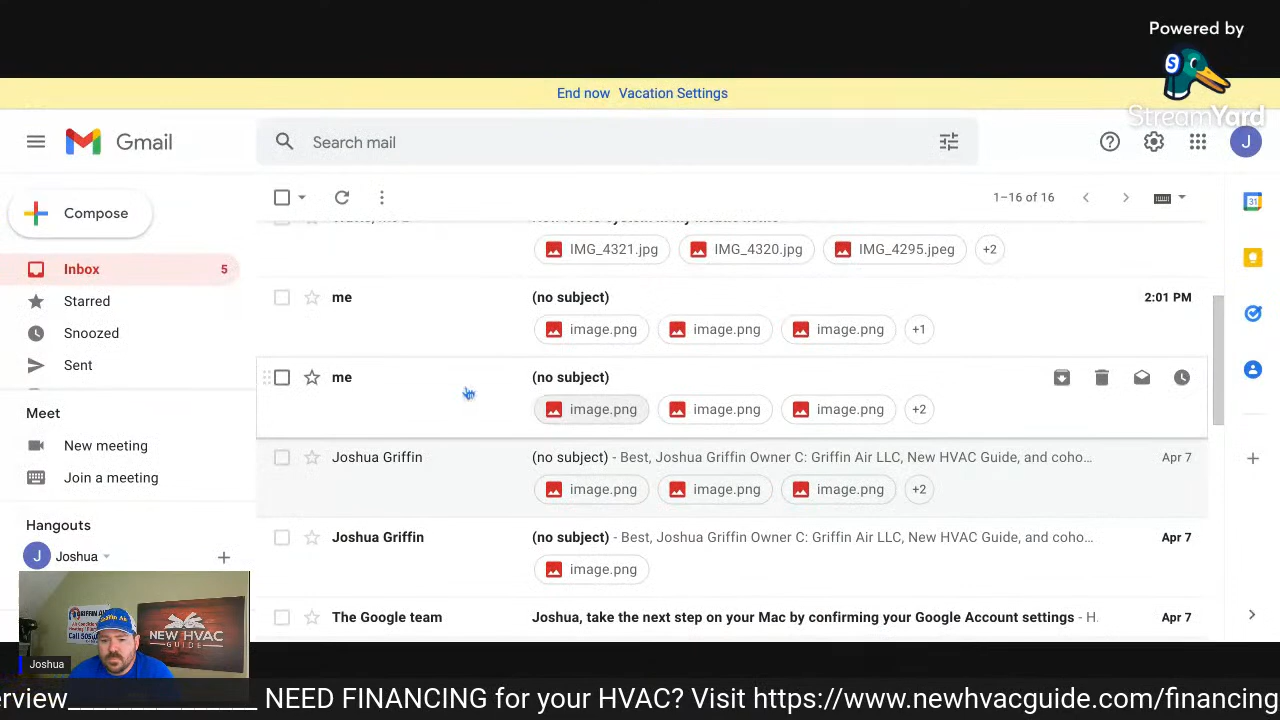 Powered by
StreamYard
End now Vacation Settings
Gmail
Search mail
J
Compose
1–16 of 16
Inbox 5
IMG_4321.jpg IMG_4320.jpg IMG_4295.jpeg +2
Starred
me (no subject) 2:01 PM
Snoozed
image.png image.png image.png +1
Sent
me (no subject)
image.png image.png image.png +2
Meet
New meeting
Joshua Griffin (no subject) - Best, Joshua Griffin Owner C: Griffin Air LLC, New HVAC Guide, and coho… Apr 7
Join a meeting
image.png image.png image.png +2
Hangouts
Joshua Griffin (no subject) - Best, Joshua Griffin Owner C: Griffin Air LLC, New HVAC Guide, and coho… Apr 7
J Joshua
image.png
The Google team Joshua, take the next step on your Mac by confirming your Google Account settings - H. Apr 7
NEW HVAC
GUIDE
Joshua
erview_______________ NEED FINANCING for your HVAC? Visit https://www.newhvacguide.com/financing